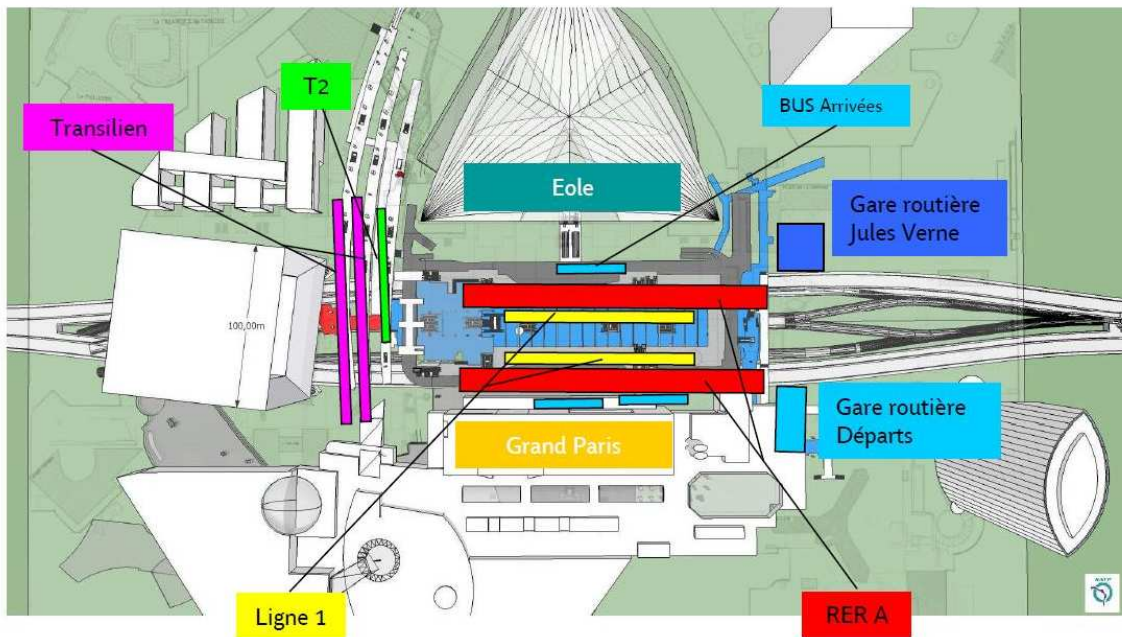 T2
Transilien
BUS Arrivées
Eole
Gare routière
Jules Verne
100,00m
Gare routière
Départs
Grand Paris
Ligne 1
RER A